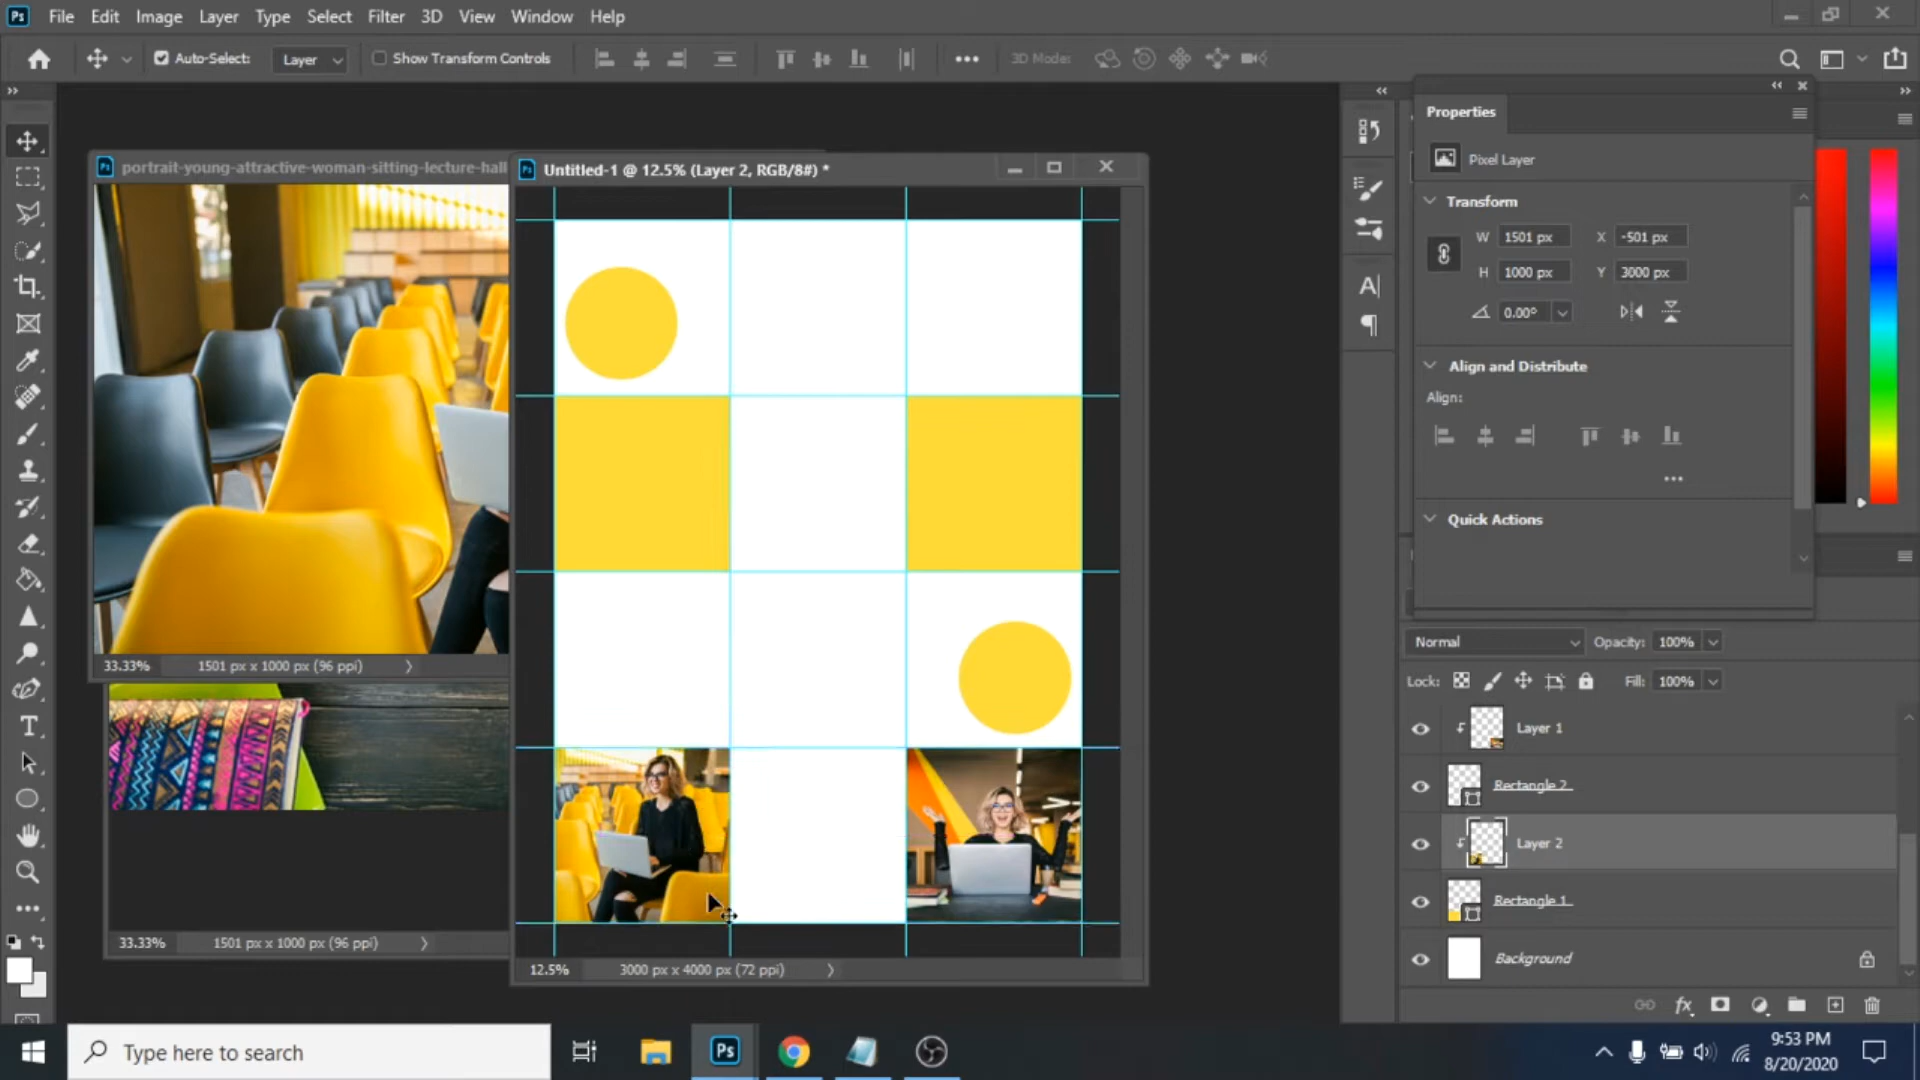 Ps File Edit Image Layer Type Select Filter 3D View Window Help
Auto-Select: Layer Show Transform Controls 3D Mode:
Properties
Pixel Layer
Transform
W 1501 px X -501 px
H 1000 px Y 3000 px
0.00°
Align and Distribute
Align:
Quick Actions
Ps portrait-young-attractive-woman-sitting-lecture-hall
33.33% 1501 px x 1000 px (96 ppi)
33.33% 1501 px x 1000 px (96 ppi)
Ps Untitled-1 @ 12.5% (Layer 2, RGB/8#) *
12.5% 3000 px x 4000 px (72 ppi)
Normal Opacity: 100%
Lock: Fill: 100%
Layer 1
Rectangle 2
Layer 2
Rectangle 1
Background
fx
Type here to search
Ps
9:53 PM
8/20/2020